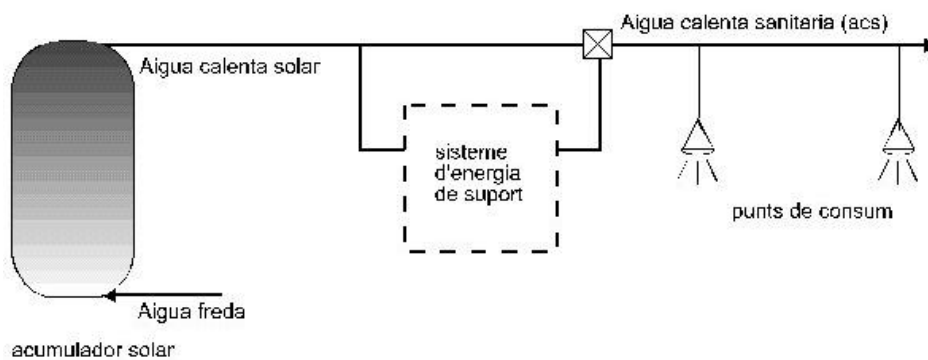 Aigua calenta sanitaria (acs)
Aigua calenta solar
sisteme
d'energia
de suport
punts de consum
Aigua freda
acumulador solar